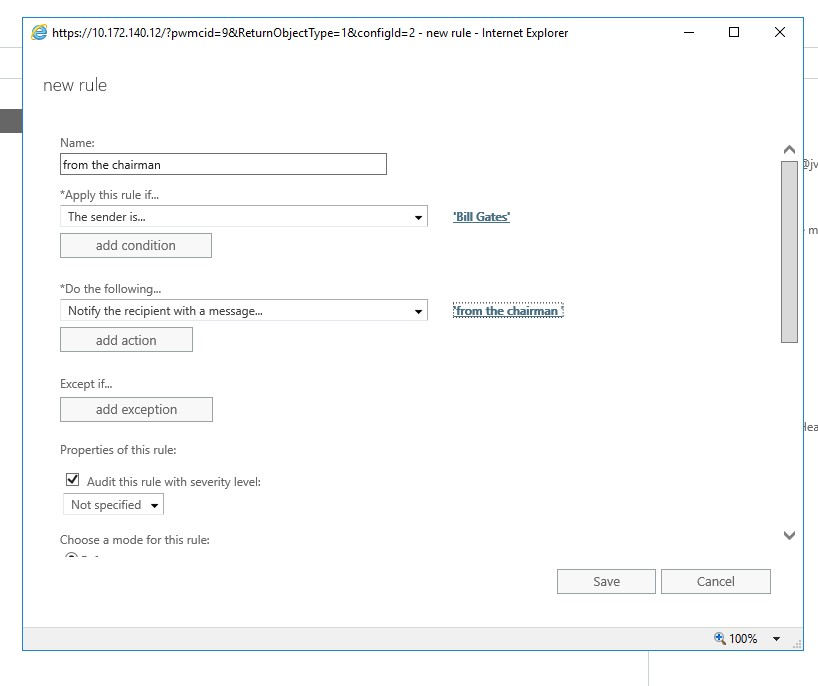 https://10.172.140.12/?pwmcid=9&ReturnObjectType=1&configId=2 - new rule - Internet Explorer
new rule
Name:
from the chairman
@jv
*Apply this rule if...
The sender is... 'Bill Gates'
add condition
*Do the following...
Notify the recipient with a message... 'from the chairman '
add action
Except if...
add exception
Properties of this rule:
Audit this rule with severity level:
Not specified
Choose a mode for this rule:
Save Cancel
100%